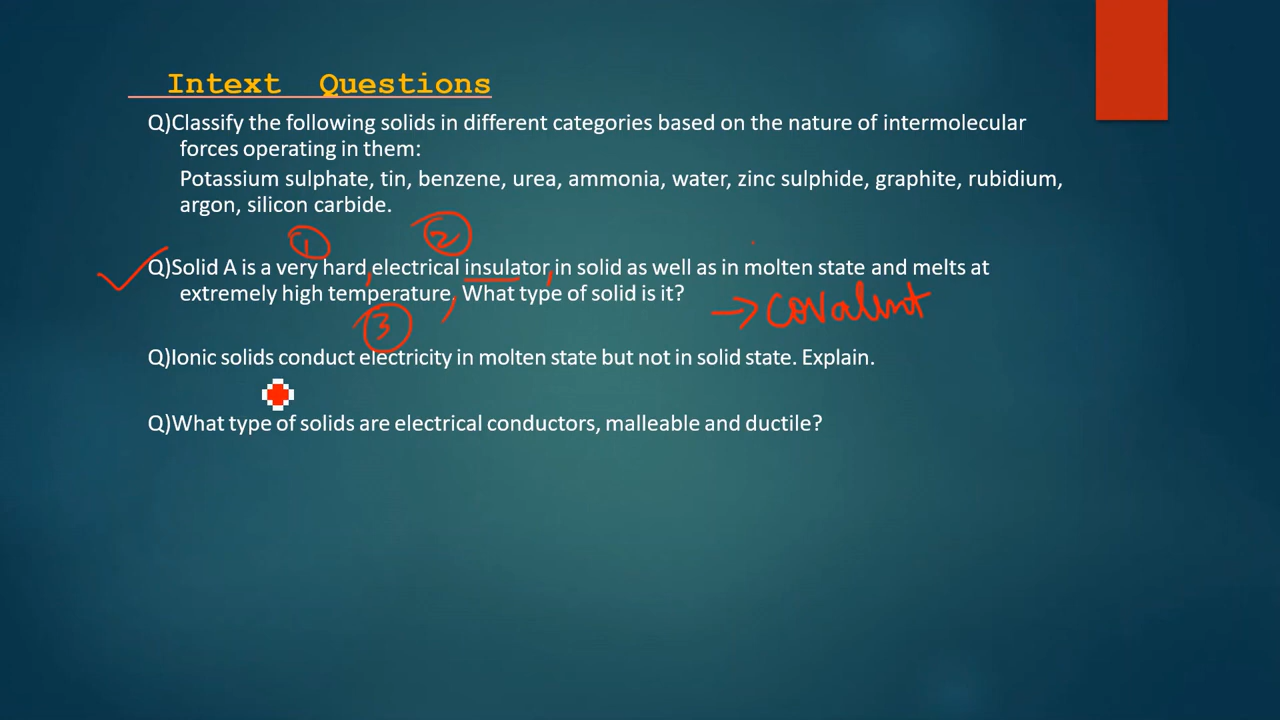 Intext Questions
Q)Classify the following solids in different categories based on the nature of intermolecular
forces operating in them:
Potassium sulphate, tin, benzene, urea, ammonia, water, zinc sulphide, graphite, rubidium,
argon, silicon carbide.
1 2
Q)Solid A is a very hard, electrical insulator, in solid as well as in molten state and melts at
extremely high temperature, What type of solid is it? → covalent
3
Q)Ionic solids conduct electricity in molten state but not in solid state. Explain.
Q)What type of solids are electrical conductors, malleable and ductile?